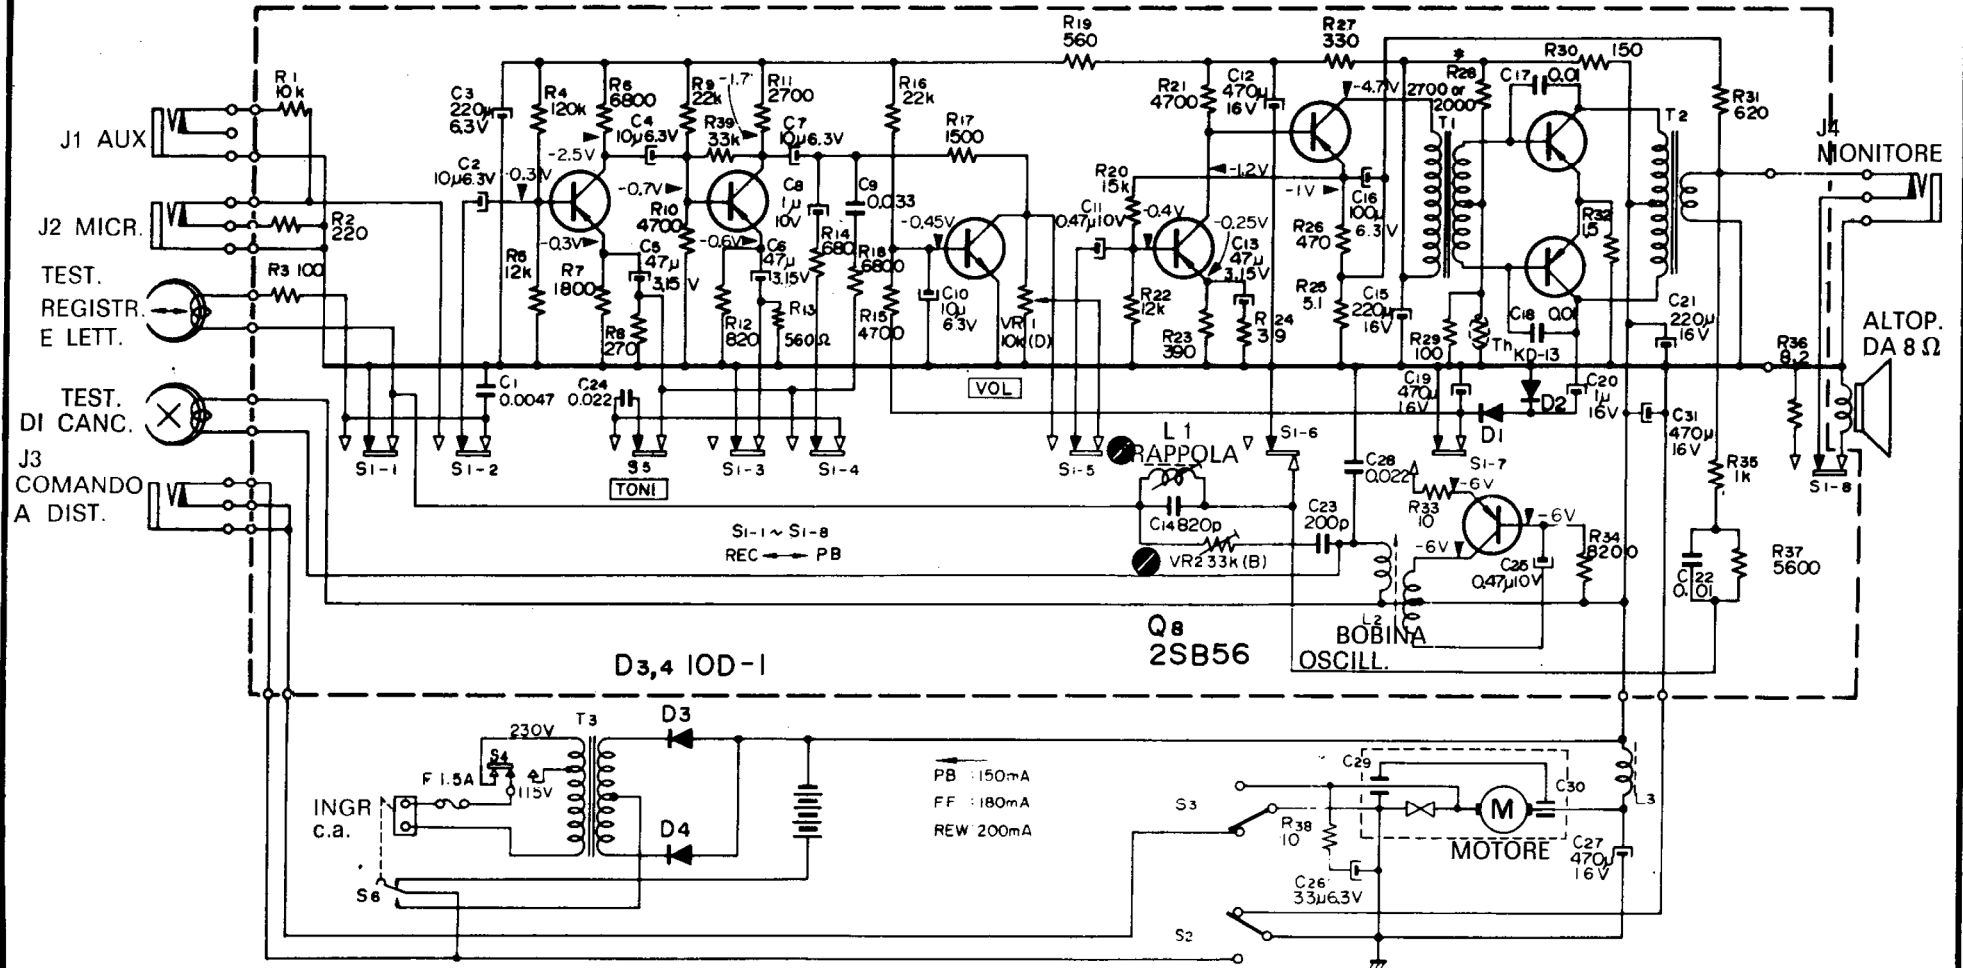 R19
560
R27
330
*
R28
2700 or
2000
R30
150
C17
0.01
R1
10k
C3
220µ
6.3V
R4
120k
R6
6800
C4
10µ6.3V
R9
22k
-1.7
R11
2700
R39
33k
C7
10µ6.3V
R16
22k
R17
1500
R21
4700
C12
470µ
16V
-4.7V
T1
T2
R31
620
J1 AUX
J4
MONITORE
-2.5V
C2
10µ6.3V
-0.3V
-0.7V
C8
1µ
10V
C9
0.033
R20
15k
-1.2V
-1V
C16
100µ
6.3V
J2 MICR.
R2
220
R10
4700
R14
680
-0.45V
C11
0.47µ10V
-0.4V
-0.25V
R26
470
R32
15
-0.3V
C5
47µ
3.15V
-0.6V
C6
47µ
3.15V
R18
6800
C13
47µ
3.15V
TEST.
REGISTR.
E LETT.
R3 100
R5
12k
R7
1800
R8
270
R12
820
R13
560Ω
R15
4700
C10
10µ
6.3V
VR1
10k(D)
R22
12k
R23
390
R24
3.9
R25
5.1
C15
220µ
16V
R29
100
Th
C18
0.01
KD-13
C21
220µ
16V
R36
8.2
ALTOP.
DA 8 Ω
TEST.
DI CANC.
C1
0.0047
C24
0.022
VOL
C19
470µ
16V
D2
C20
1µ
16V
D1
C31
470µ
16V
S1-1
S1-2
S5
TONI
S1-3
S1-4
S1-5
S1-6
S1-7
S1-8
J3
COMANDO
A DIST.
L1
TRAPPOLA
C28
0.022
-6V
R33
10
R35
1k
C14 820p
C23
200p
-6V
R34
8200
S1-1 ~ S1-8
REC ◄—► PB
VR2 33k (B)
-6V
C25
0.47µ10V
C22
0.01
R37
5600
L2
BOBINA
OSCILL.
Q8
2SB56
D3,4 10D-1
230V
S4
T3
D3
F 1.5A
115V
INGR
c.a.
D4
S6
PB : 150mA
FF : 180mA
REW 200mA
S3
C29
C30
L3
R38
10
M
MOTORE
C27
470µ
16V
C26
33µ6.3V
S2